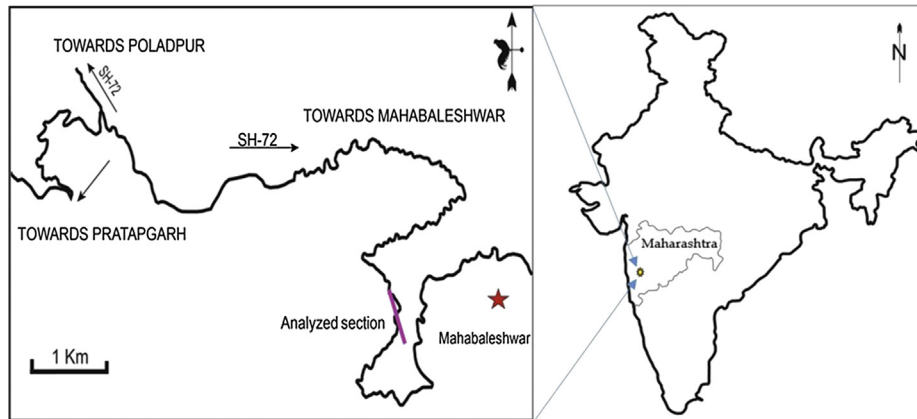 TOWARDS POLADPUR
SH-72
TOWARDS MAHABALESHWAR
SH-72
TOWARDS PRATAPGARH
Analyzed section
Mahabaleshwar
1 Km
N
Maharashtra